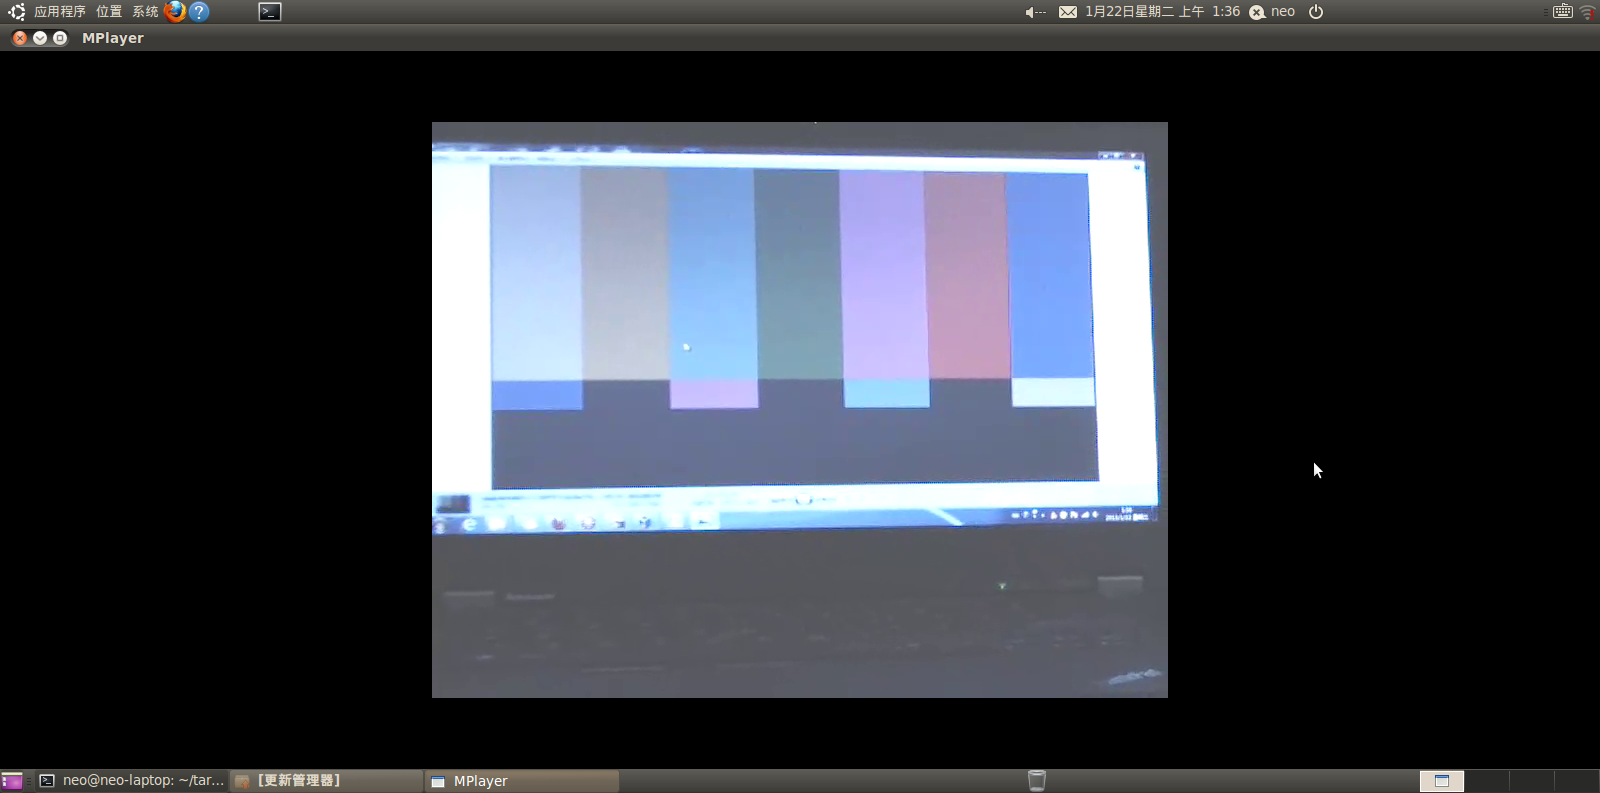 应用程序 位置 系统
1月22日星期二 上午 1:36 neo
MPlayer
neo@neo-laptop: ~/tar...
[更新管理器]
MPlayer